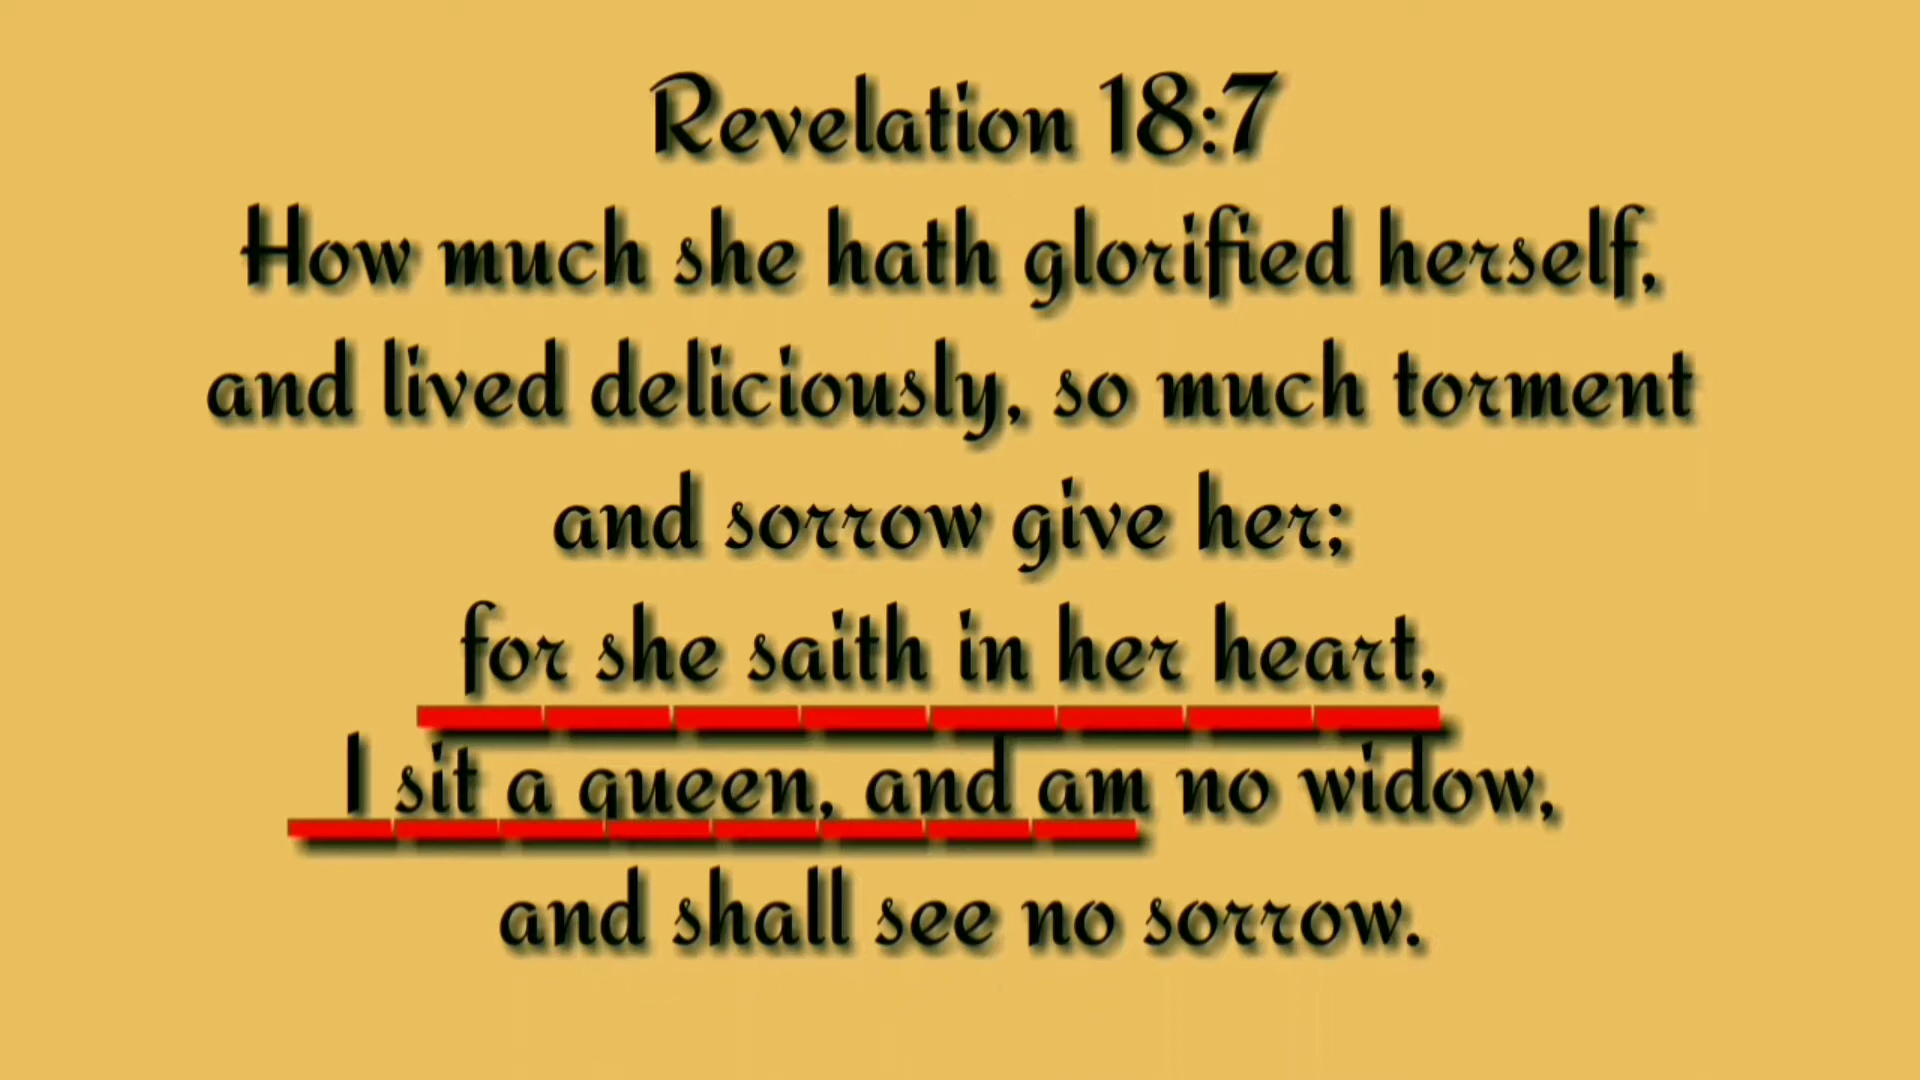 Revelation 18:7
How much she hath glorified herself,
and lived deliciously, so much torment
and sorrow give her;
for she saith in her heart,
I sit a queen, and am no widow,
and shall see no sorrow.